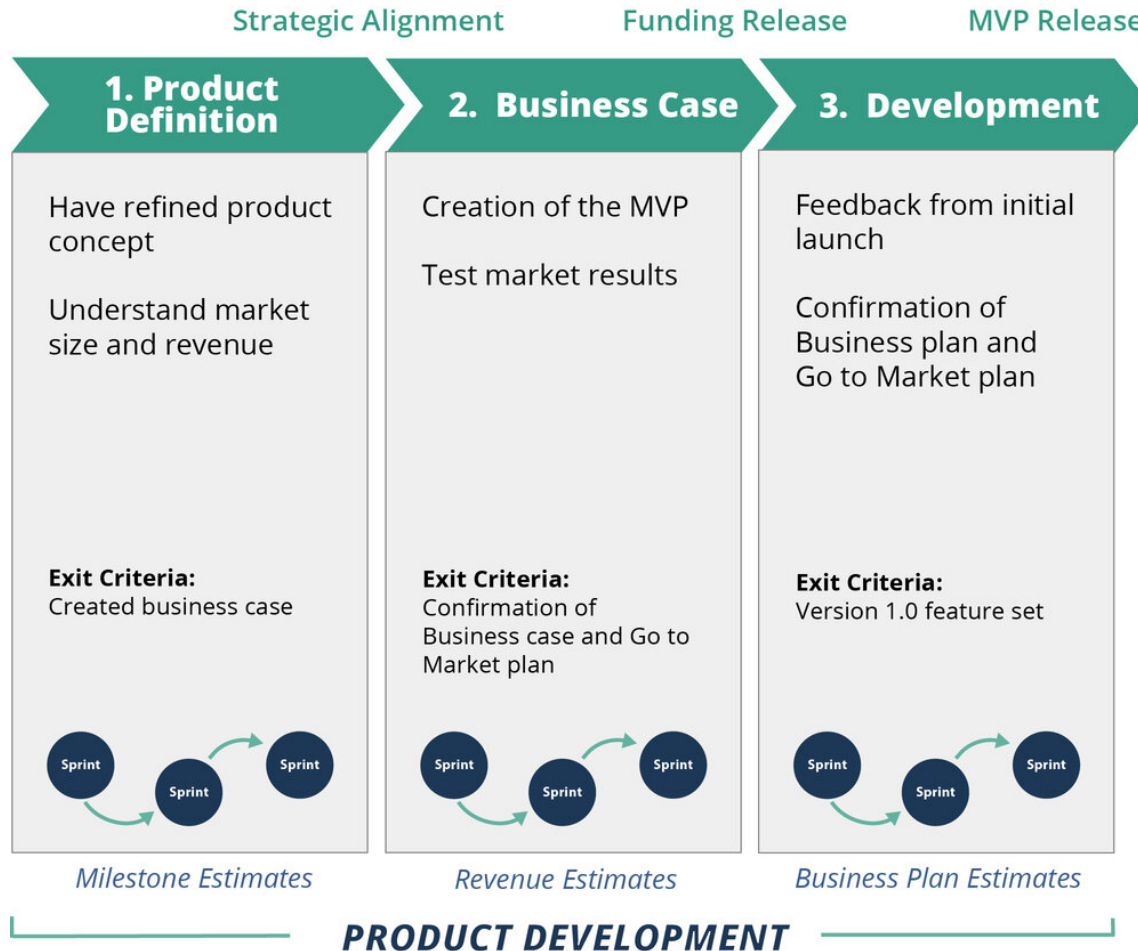 Strategic Alignment
Funding Release
MVP Release
1. Product
Definition
2. Business Case
3. Development
Have refined product
concept
Understand market
size and revenue
Exit Criteria:
Created business case
Sprint
Sprint
Sprint
Milestone Estimates
Creation of the MVP
Test market results
Exit Criteria:
Confirmation of
Business case and Go to
Market plan
Sprint
Sprint
Sprint
Revenue Estimates
Feedback from initial
launch
Confirmation of
Business plan and
Go to Market plan
Exit Criteria:
Version 1.0 feature set
Sprint
Sprint
Sprint
Business Plan Estimates
PRODUCT DEVELOPMENT